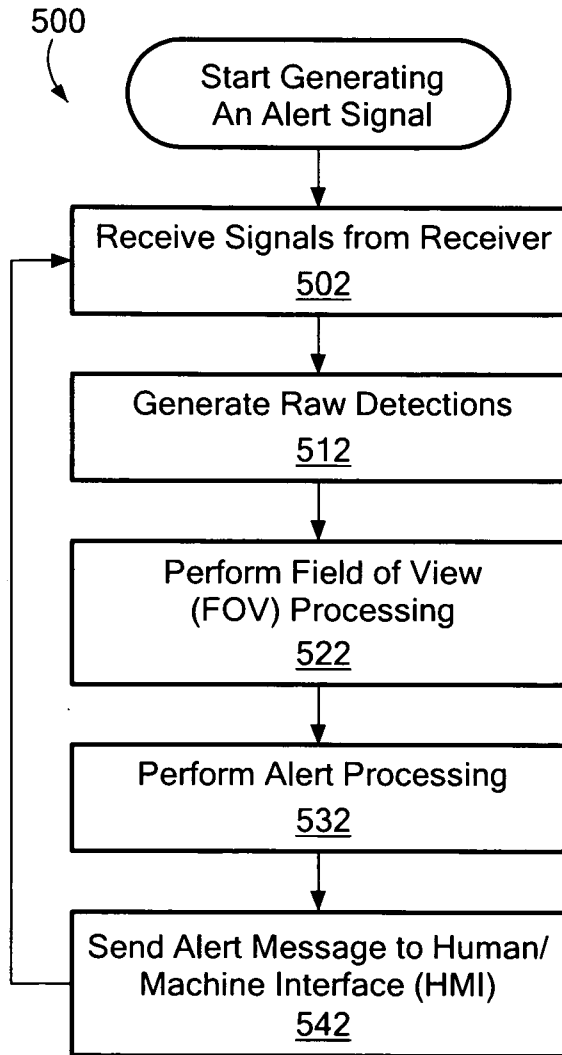 500
Start Generating
An Alert Signal
Receive Signals from Receiver
502
Generate Raw Detections
512
Perform Field of View
(FOV) Processing
522
Perform Alert Processing
532
Send Alert Message to Human/
Machine Interface (HMI)
542